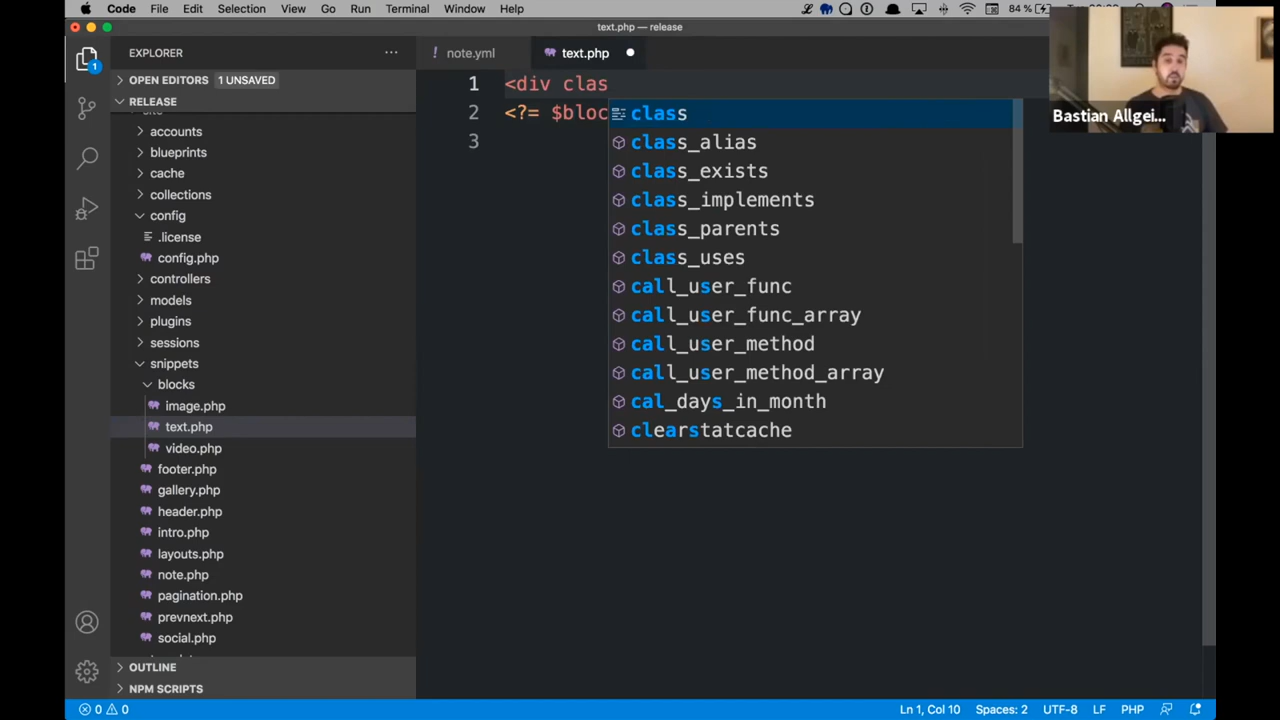 Code File Edit Selection View Go Run Terminal Window Help
84 %
text.php — release
EXPLORER
note.yml
text.php
OPEN EDITORS 1 UNSAVED
RELEASE
accounts
blueprints
cache
collections
config
.license
config.php
controllers
models
plugins
sessions
snippets
blocks
image.php
text.php
video.php
footer.php
gallery.php
header.php
intro.php
layouts.php
note.php
pagination.php
prevnext.php
social.php
OUTLINE
NPM SCRIPTS
1 <div clas
2 <?= $bloc
3
class
class_alias
class_exists
class_implements
class_parents
class_uses
call_user_func
call_user_func_array
call_user_method
call_user_method_array
cal_days_in_month
clearstatcache
Bastian Allgei...
1
0 0
Ln 1, Col 10 Spaces: 2 UTF-8 LF PHP